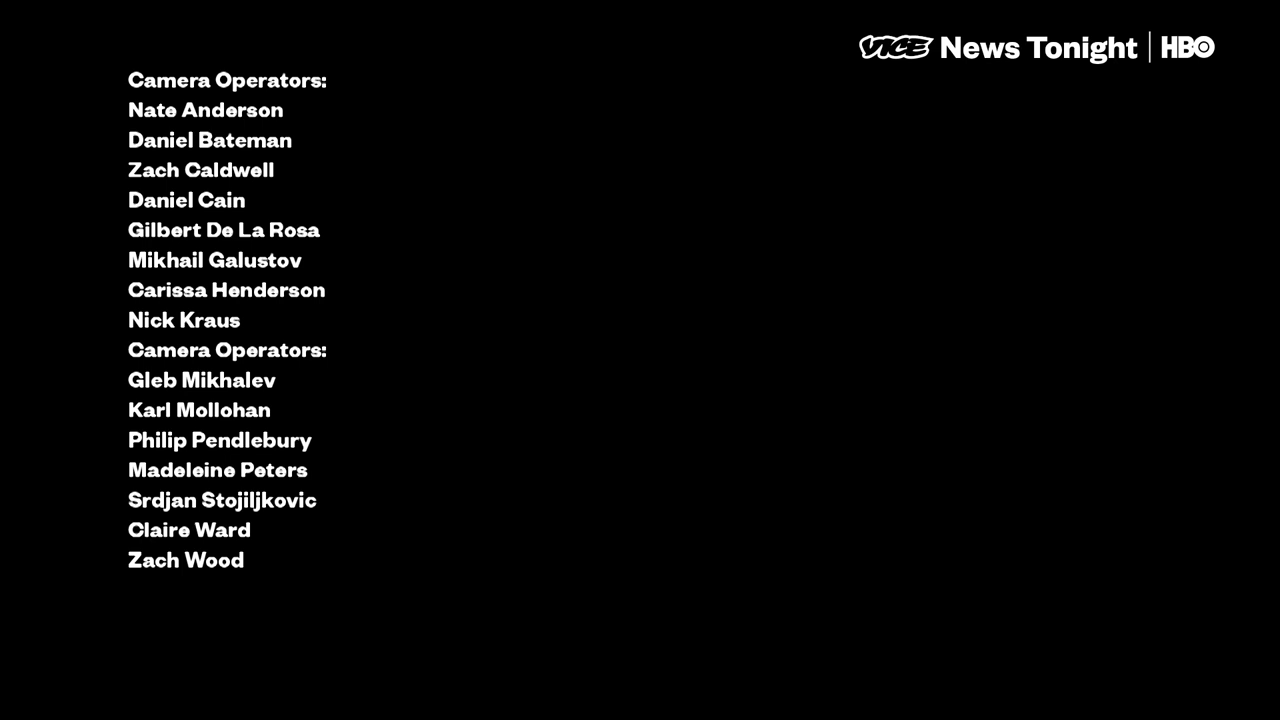 VICE News Tonight | HBO
Camera Operators:
Nate Anderson
Daniel Bateman
Zach Caldwell
Daniel Cain
Gilbert De La Rosa
Mikhail Galustov
Carissa Henderson
Nick Kraus
Camera Operators:
Gleb Mikhalev
Karl Mollohan
Philip Pendlebury
Madeleine Peters
Srdjan Stojiljkovic
Claire Ward
Zach Wood